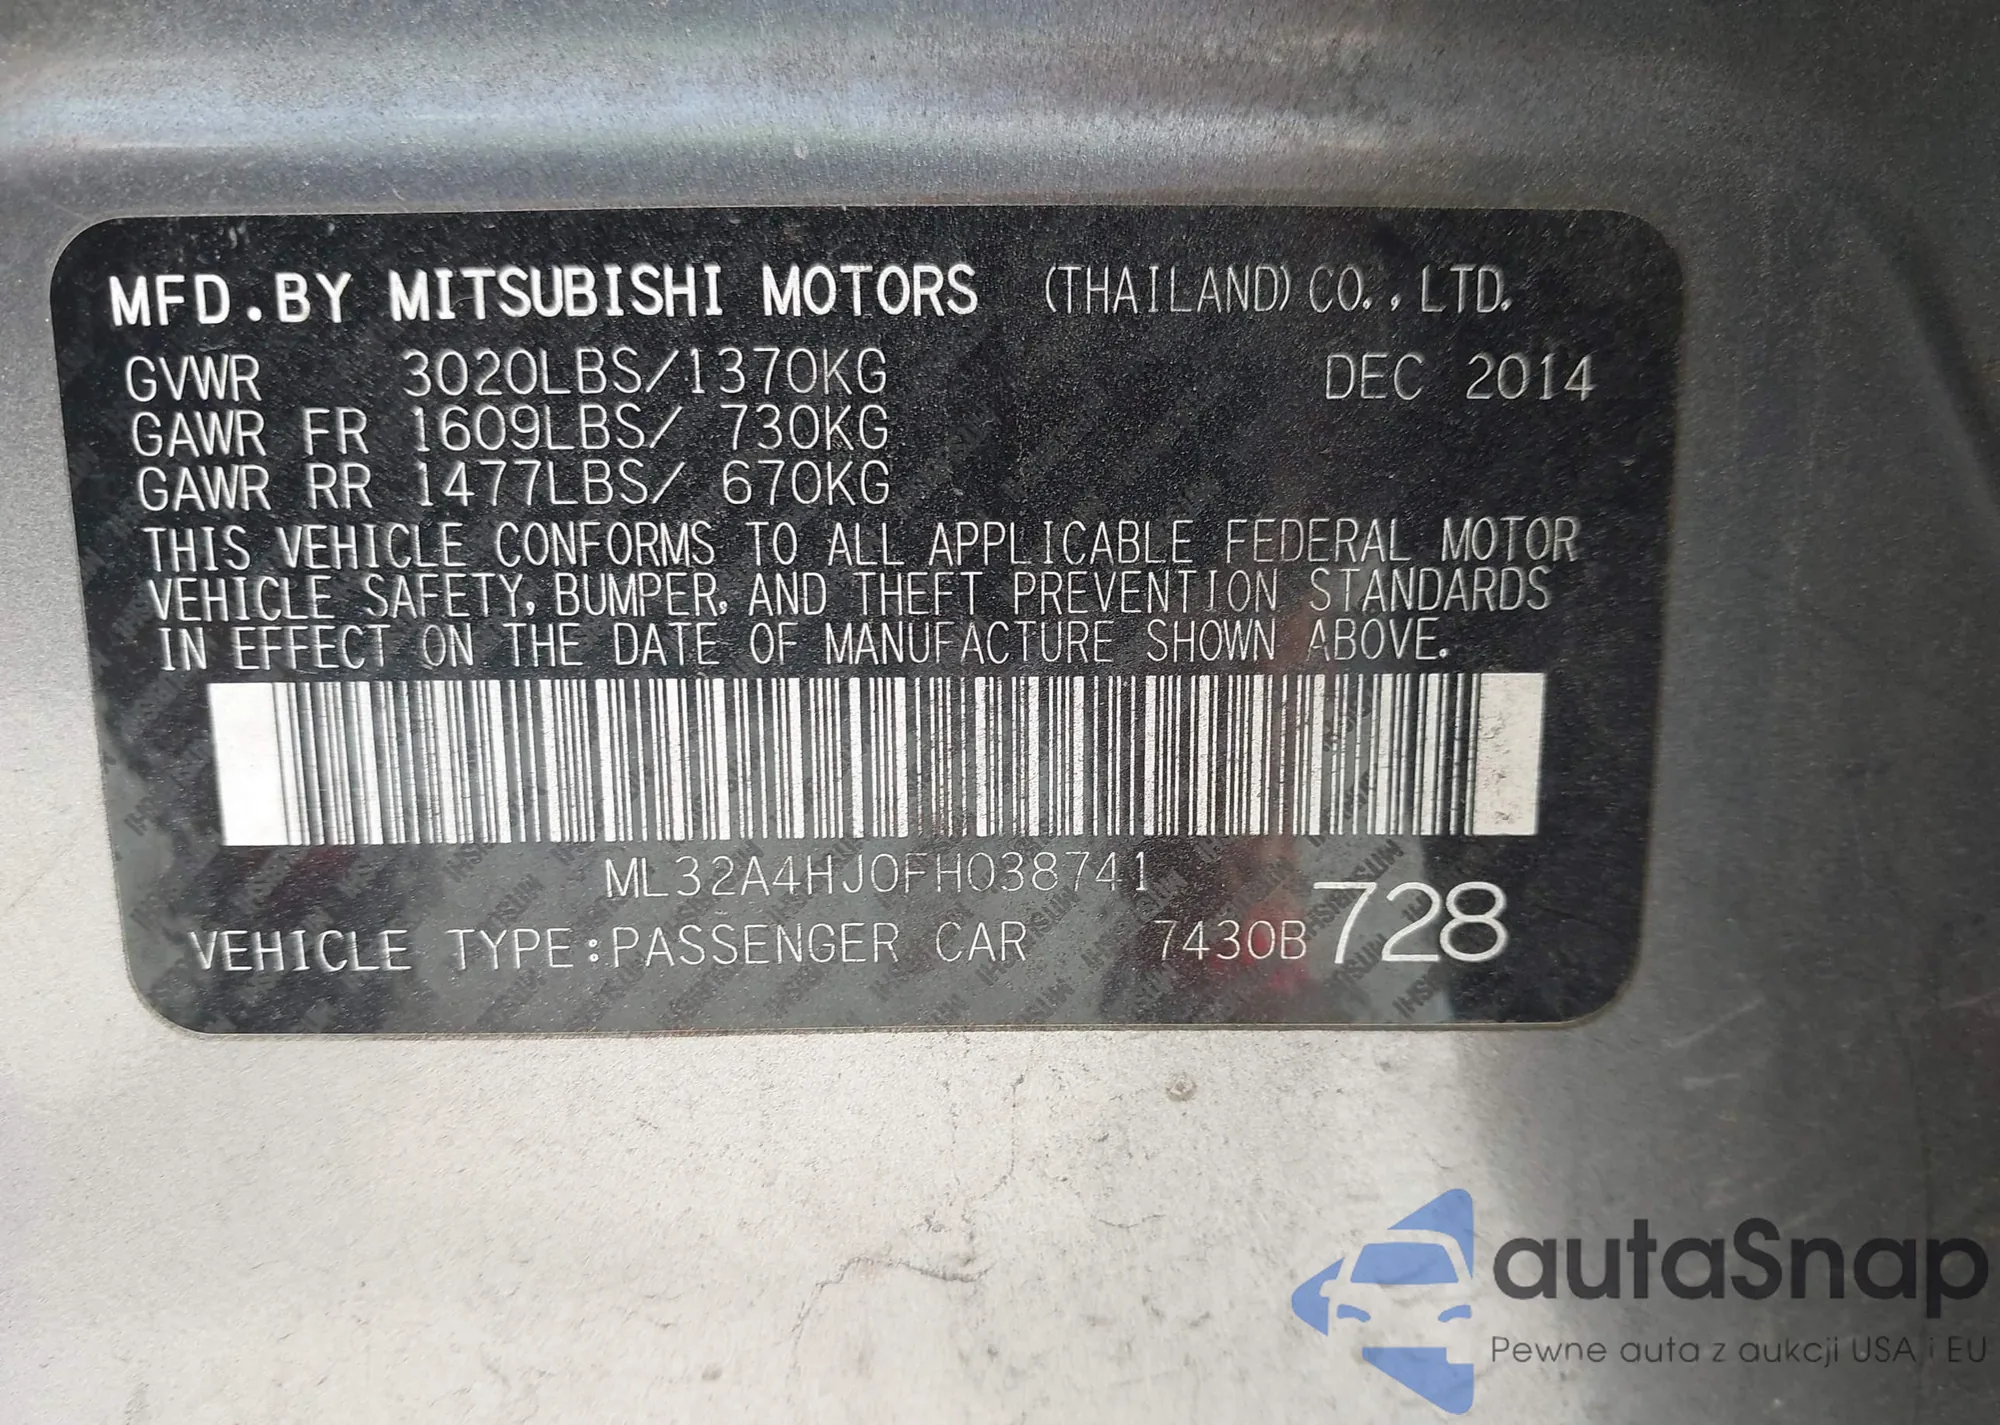 MFD.BY MITSUBISHI MOTORS (THAILAND) CO., LTD.
GVWR 3020LBS/1370KG DEC 2014
GAWR FR 1609LBS/ 730KG
GAWR RR 1477LBS/ 670KG
THIS VEHICLE CONFORMS TO ALL APPLICABLE FEDERAL MOTOR
VEHICLE SAFETY, BUMPER, AND THEFT PREVENTION STANDARDS
IN EFFECT ON THE DATE OF MANUFACTURE SHOWN ABOVE.
ML32A4HJ0FH038741
VEHICLE TYPE:PASSENGER CAR 7430B 728
autaSnap
Pewne auta z aukcji USA i EU